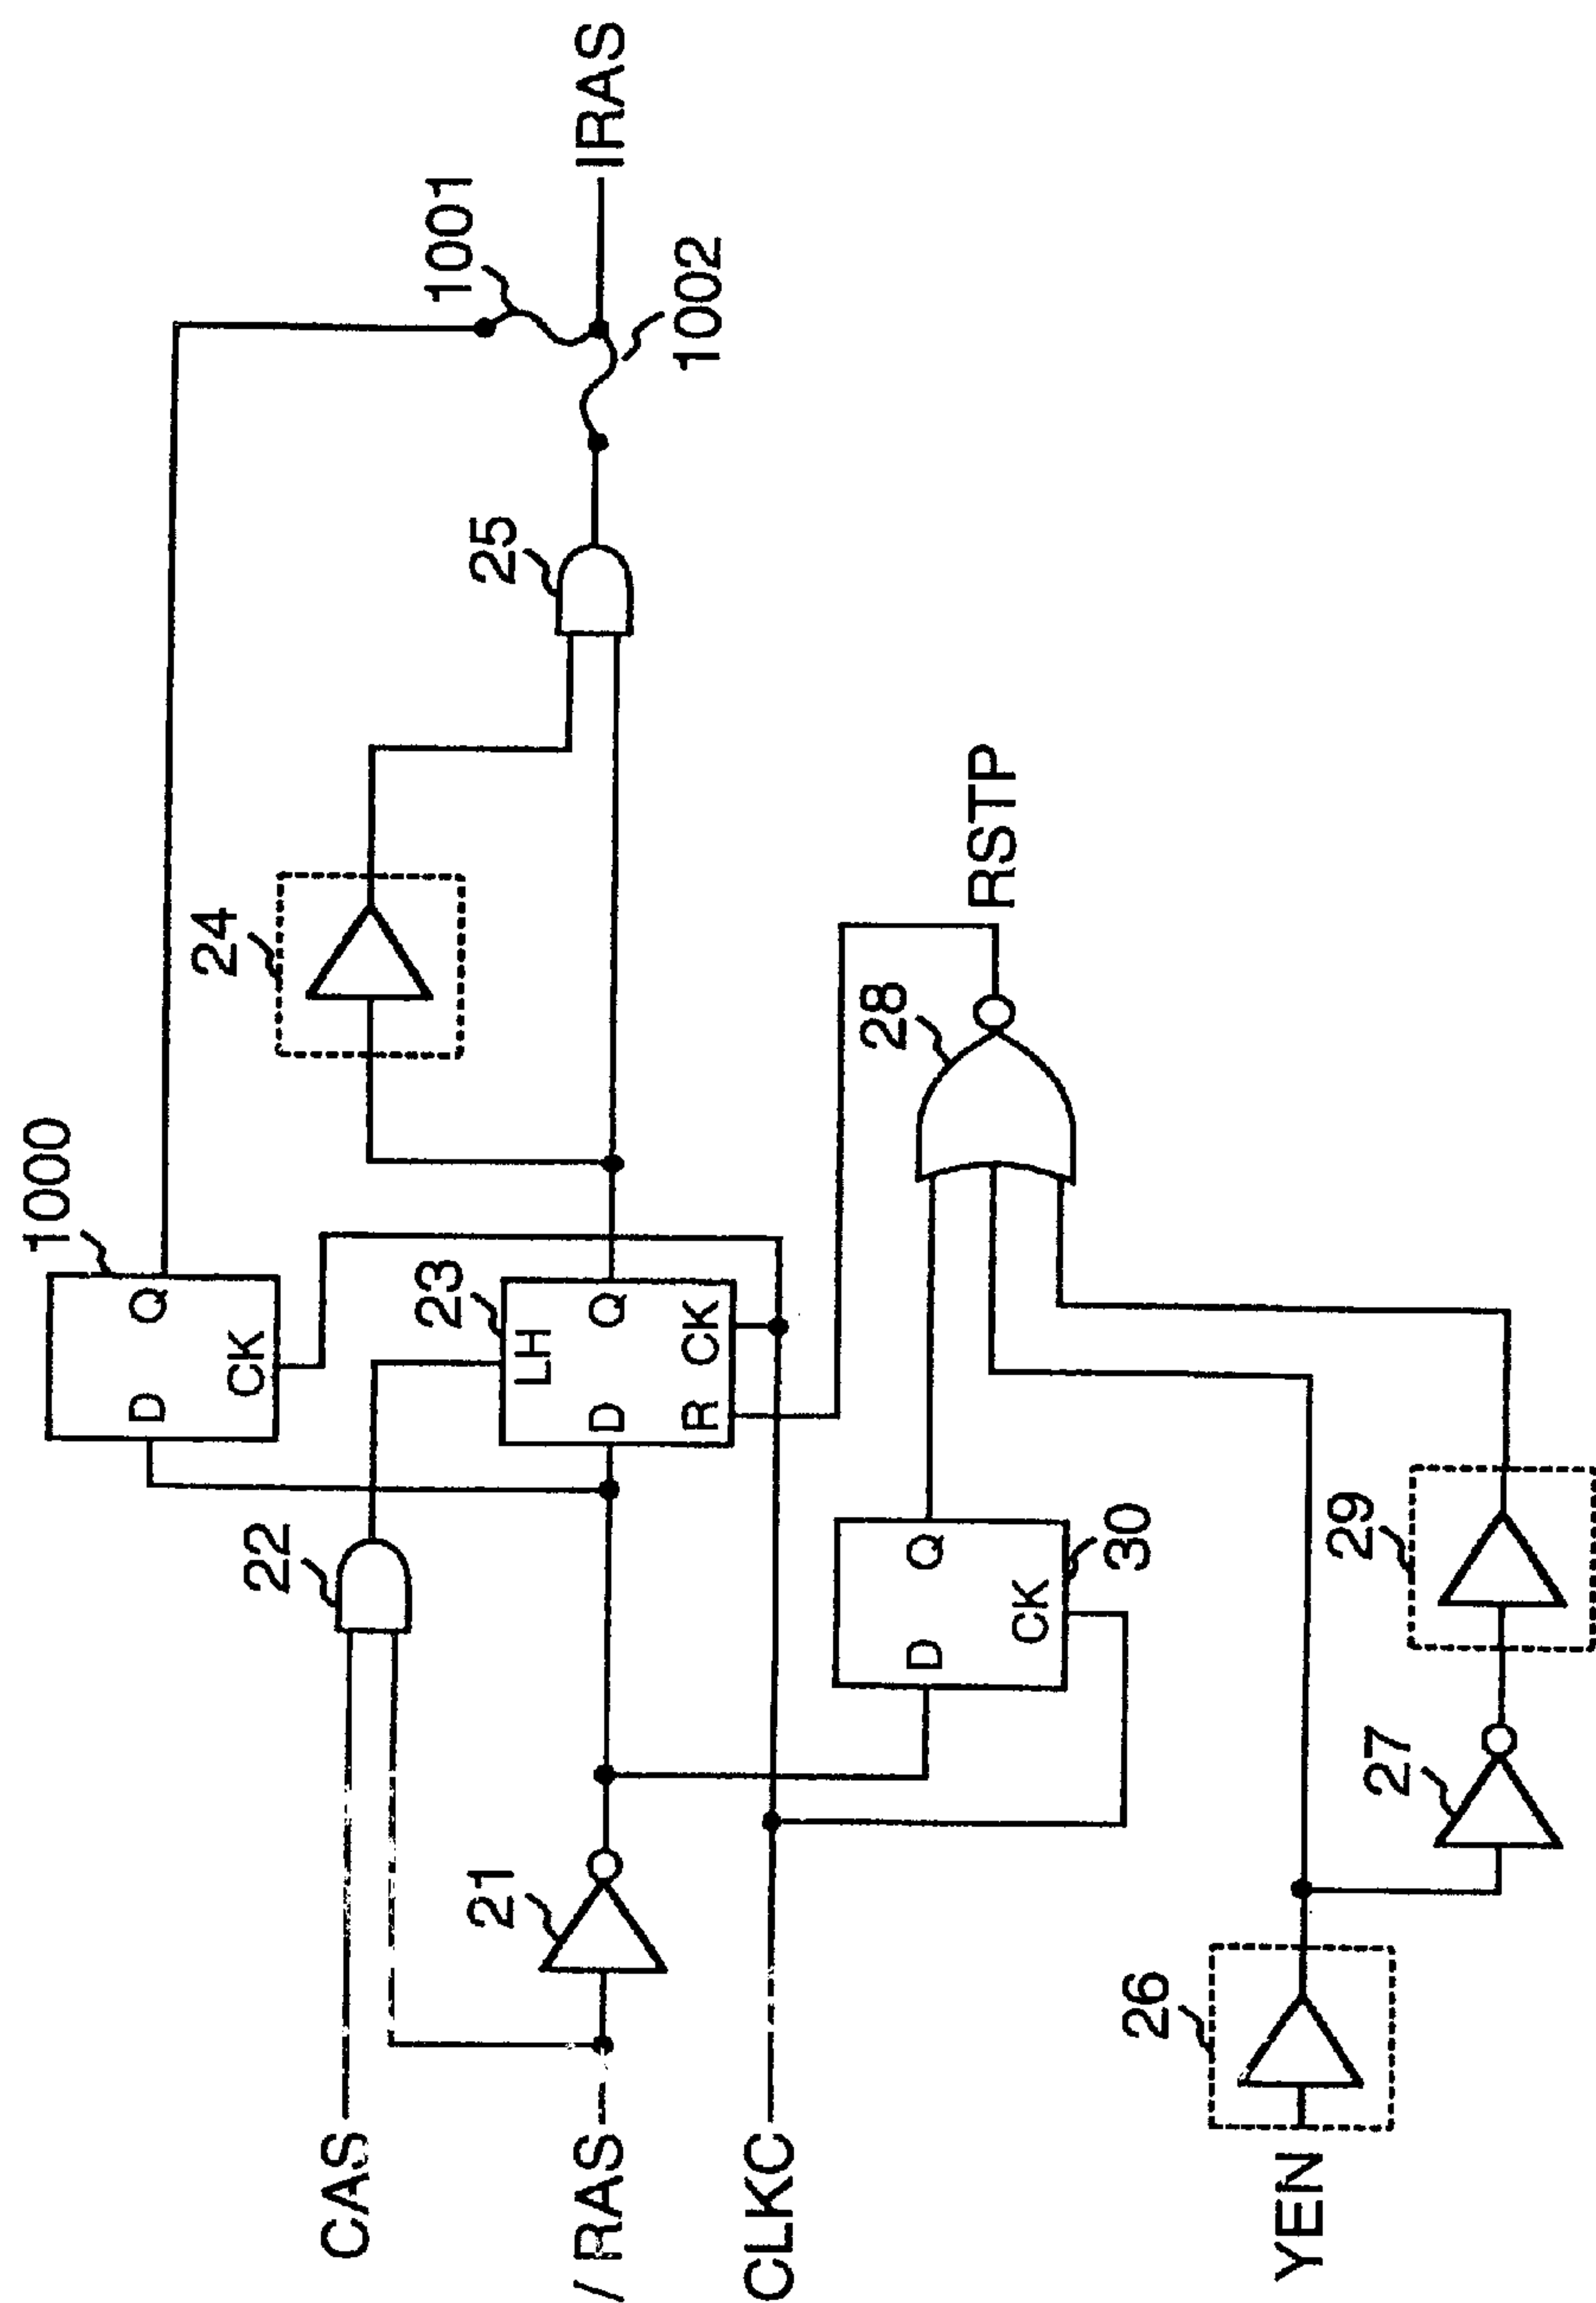 1000
D
Q
CK
1001
IRAS
1002
24
25
22
23
LH
D
Q
R
CK
CAS
/ RAS
21
CLKC
D
Q
CK
30
28
RSTP
YEN
26
27
29